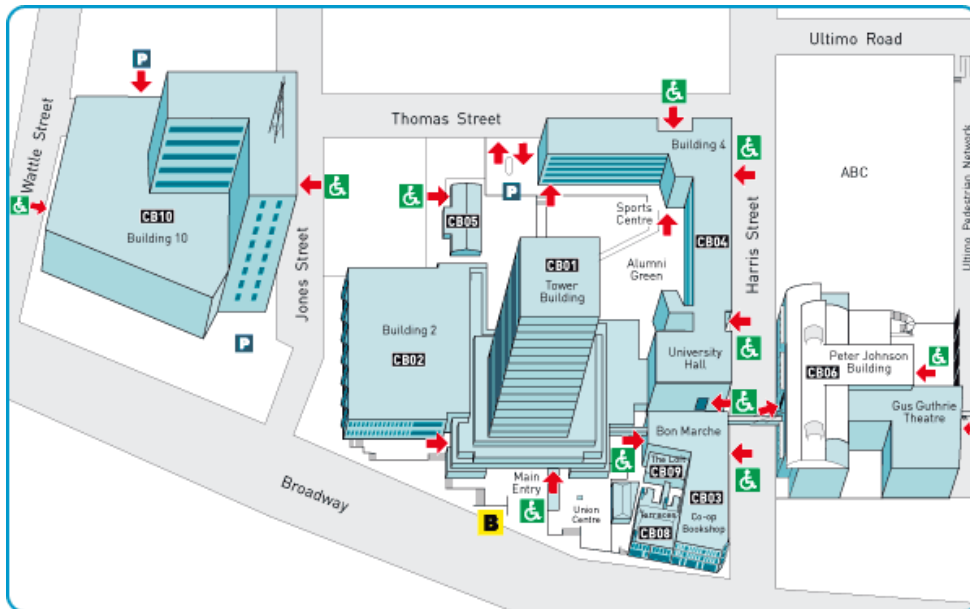 Ultimo Road
P
Thomas Street
Building 4
Wattle Street
ABC
CB10
Building 10
CB05
P
Sports
Centre
CB04
Harris Street
Ultimo Pedestrian Network
CB01
Tower
Building
Alumni
Green
Jones Street
Building 2
CB02
P
University
Hall
CB06
Peter Johnson
Building
Gus Guthrie
Theatre
Bon Marche
The Loft
CB09
Main
Entry
CB03
Co-op
Bookshop
Terraces
CB08
Union
Centre
Broadway
B